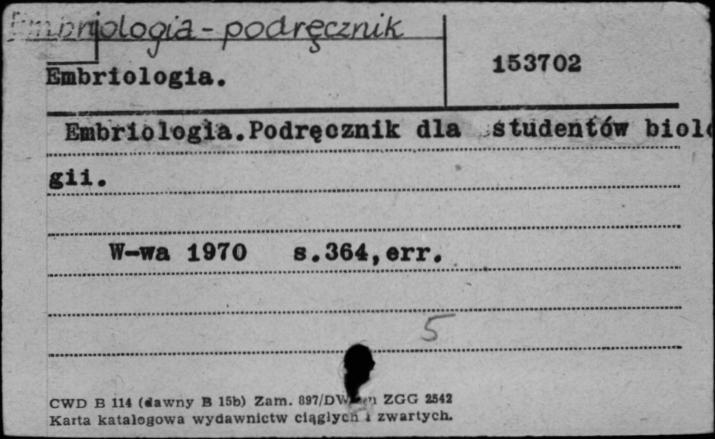 Embriologia - podręcznik
Embriologia.
153702
Embriologia.Podręcznik dla studentów biolo
gii.
W-wa 1970 s.364,err.
5
CWD B 114 (dawny B 15b) Zam. 897/DW ZGG 2542
Karta katalogowa wydawnictw ciągłych i zwartych.